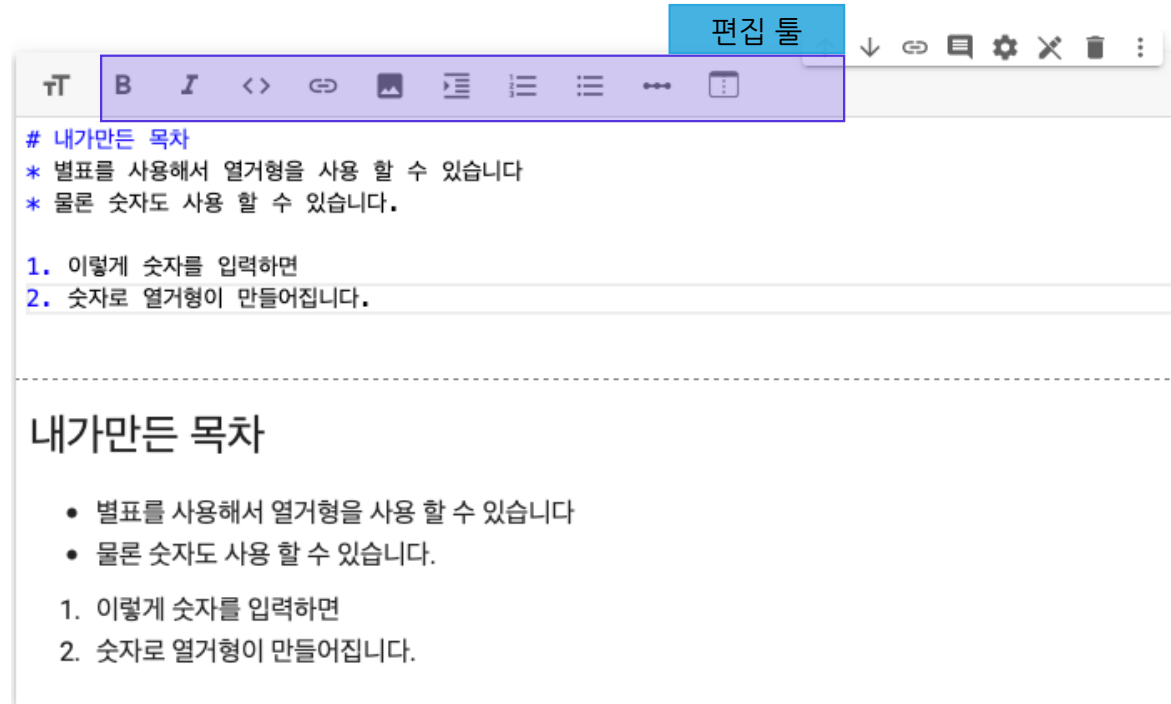 편집 툴
# 내가만든 목차
* 별표를 사용해서 열거형을 사용 할 수 있습니다
* 물론 숫자도 사용 할 수 있습니다.
1. 이렇게 숫자를 입력하면
2. 숫자로 열거형이 만들어집니다.
내가만든 목차
• 별표를 사용해서 열거형을 사용 할 수 있습니다
• 물론 숫자도 사용 할 수 있습니다.
1. 이렇게 숫자를 입력하면
2. 숫자로 열거형이 만들어집니다.